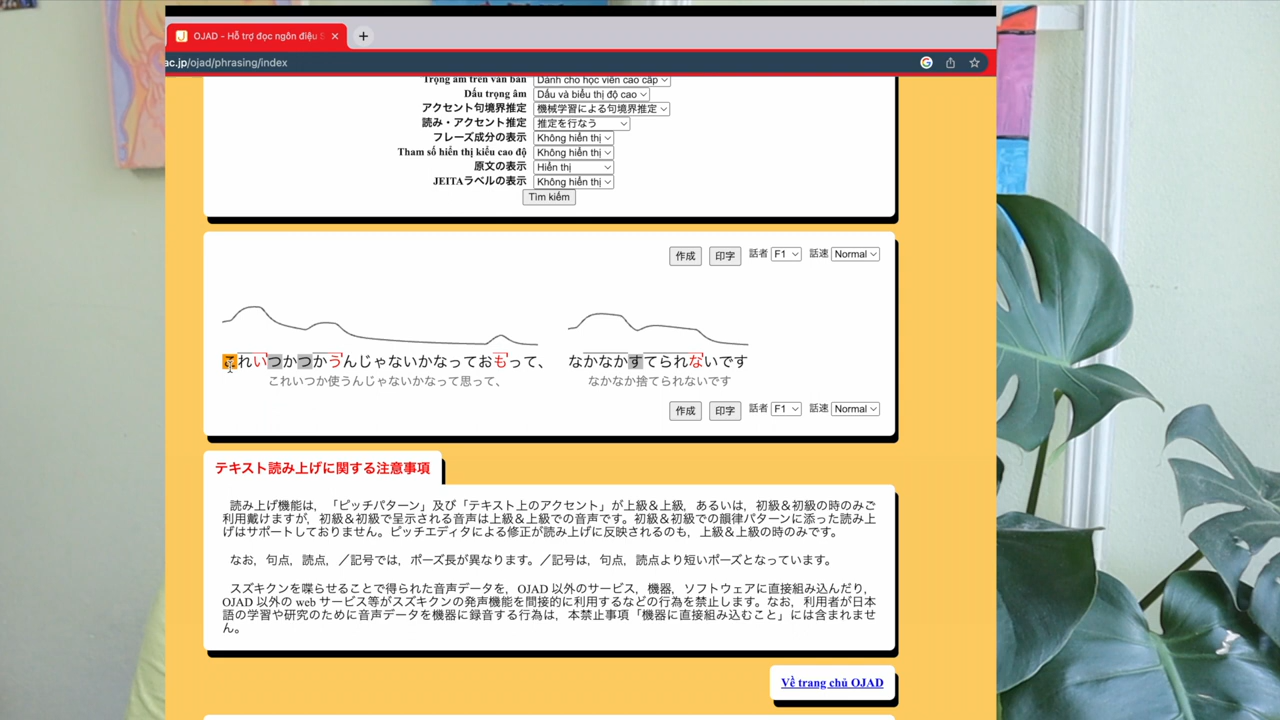 OJAD - Hỗ trợ đọc ngôn điệu S
ac.jp/ojad/phrasing/index
Trọng âm trên văn bản Dành cho học viên cao cấp
Dấu trọng âm Dấu và biểu thị độ cao
アクセント句境界推定 機械学習による句境界推定
読み・アクセント推定 推定を行なう
フレーズ成分の表示 Không hiển thị
Tham số hiển thị kiểu cao độ Không hiển thị
原文の表示 Hiển thị
JEITAラベルの表示 Không hiển thị
Tìm kiếm
作成 印字 話者 F1 話速 Normal
れいつかつかうんじゃないかなっておもって、 なかなかすてられないです
これいつか使うんじゃないかなって思って、 なかなか捨てられないです
作成 印字 話者 F1 話速 Normal
テキスト読み上げに関する注意事項
読み上げ機能は，「ピッチパターン」及び「テキスト上のアクセント」が上級＆上級，あるいは，初級＆初級の時のみご
利用戴けますが，初級＆初級で呈示される音声は上級＆上級での音声です。初級＆初級での韻律パターンに添った読み上
げはサポートしておりません。ピッチエディタによる修正が読み上げに反映されるのも，上級＆上級の時のみです。
なお，句点，読点，／記号では，ポーズ長が異なります。／記号は，句点，読点より短いポーズとなっています。
スズキクンを喋らせることで得られた音声データを，OJAD 以外のサービス，機器，ソフトウェアに直接組み込んだり，
OJAD 以外の web サービス等がスズキクンの発声機能を間接的に利用するなどの行為を禁止します。なお，利用者が日本
語の学習や研究のために音声データを機器に録音する行為は，本禁止事項「機器に直接組み込むこと」には含まれませ
ん。
Về trang chủ OJAD